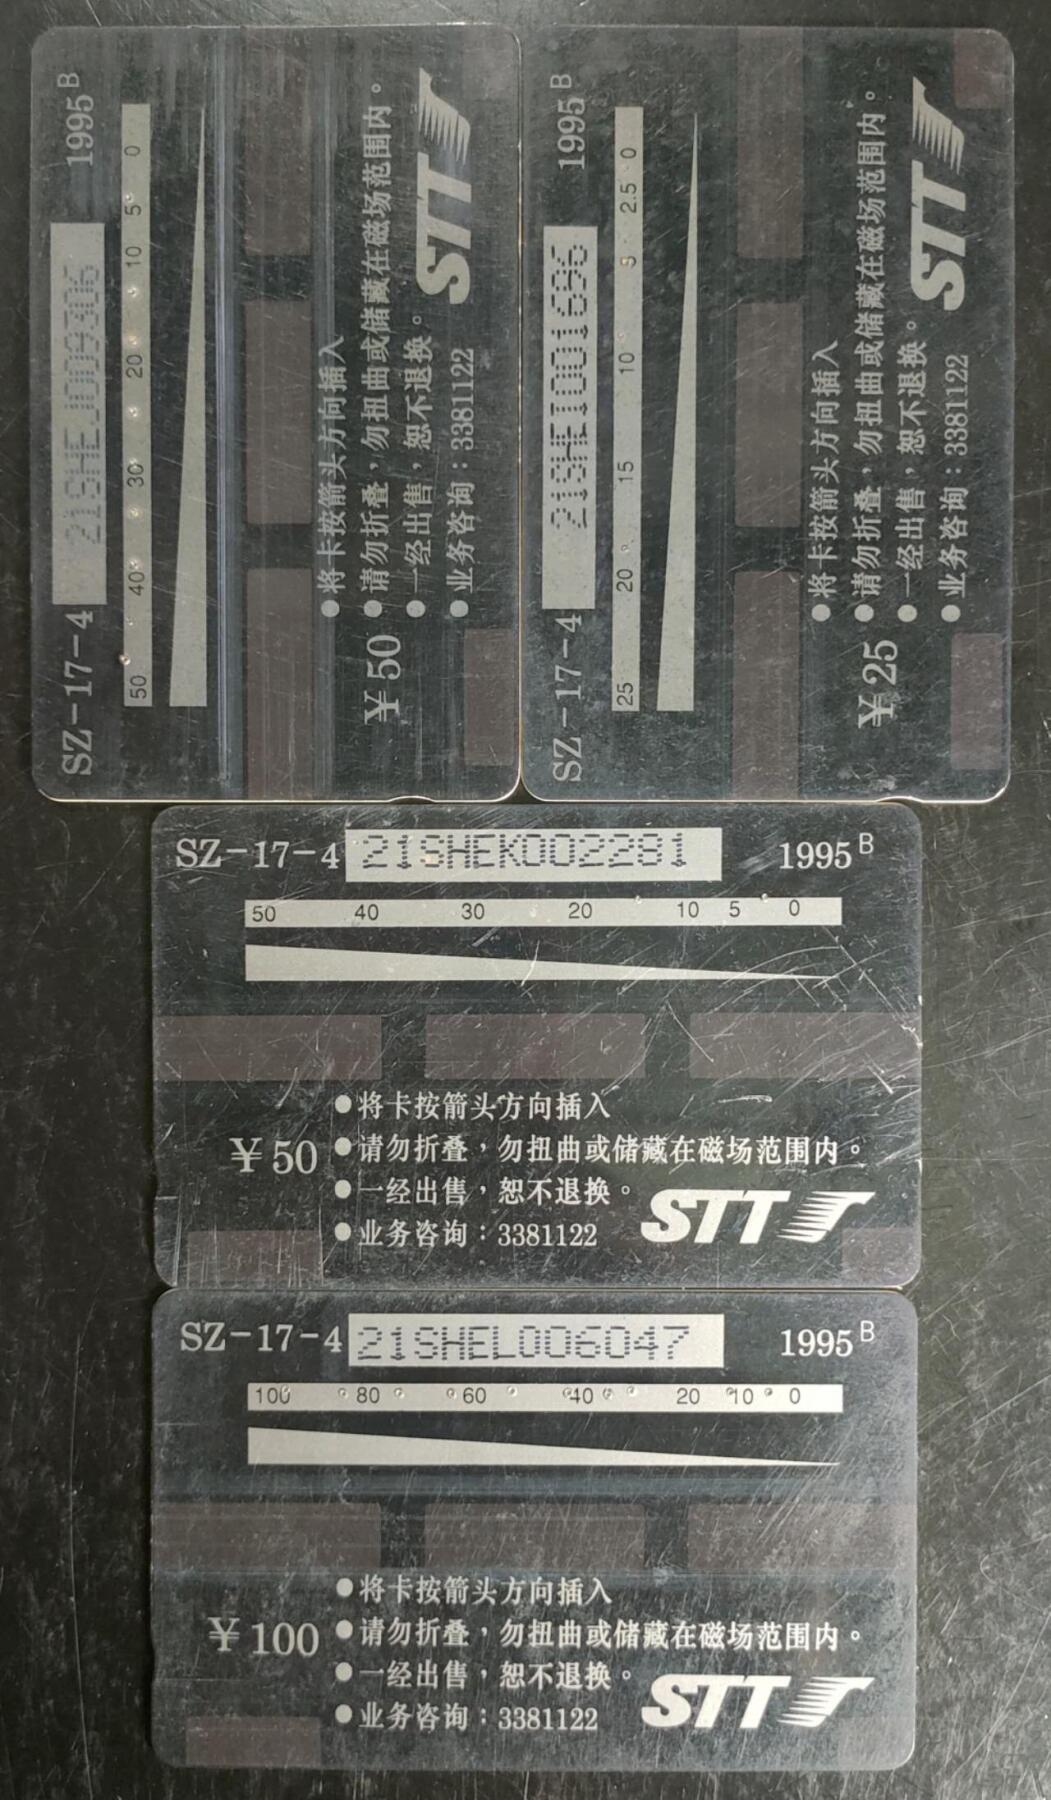 SZ-17-4 21SHEJ009306 1995 B
50 40 30 20 10 5 0
●将卡按箭头方向插入
¥50 ●请勿折叠，勿扭曲或储藏在磁场范围内。
●一经出售，恕不退换。
●业务咨询：3381122
STT
SZ-17-4 21SHEI001686 1995 B
25 20 15 10 5 2.5 0
●将卡按箭头方向插入
¥25 ●请勿折叠，勿扭曲或储藏在磁场范围内。
●一经出售，恕不退换。
●业务咨询：3381122
STT
SZ-17-4 21SHEK002281 1995 B
50 40 30 20 10 5 0
●将卡按箭头方向插入
¥50 ●请勿折叠，勿扭曲或储藏在磁场范围内。
●一经出售，恕不退换。
●业务咨询：3381122
STT
SZ-17-4 21SHEL006047 1995 B
100 80 60 40 20 10 0
●将卡按箭头方向插入
¥100 ●请勿折叠，勿扭曲或储藏在磁场范围内。
●一经出售，恕不退换。
●业务咨询：3381122
STT